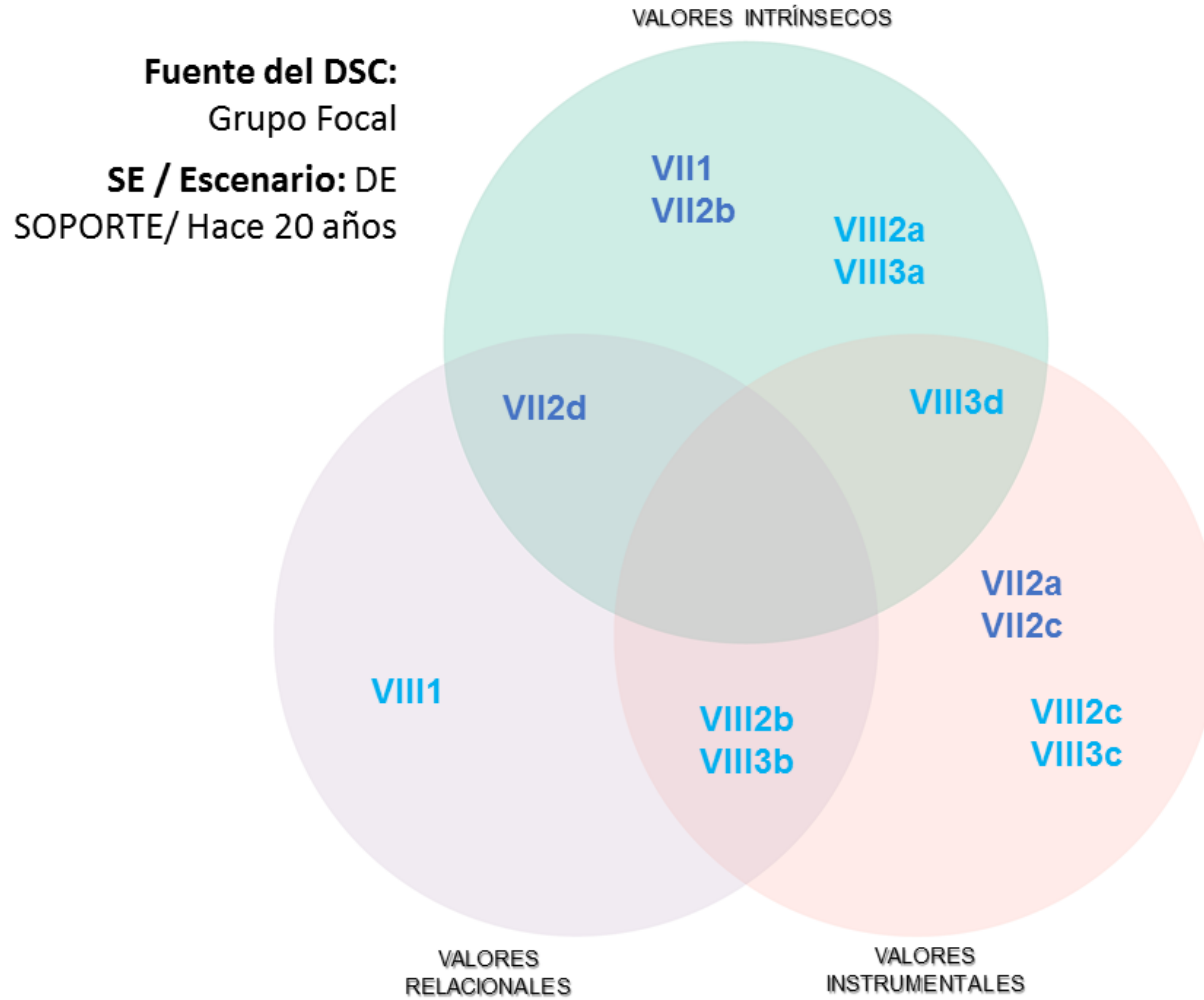 VALORES INTRÍNSECOS
Fuente del DSC:
Grupo Focal
SE / Escenario: DE
SOPORTE/ Hace 20 años
VII1
VII2b
VIII2a
VIII3a
VII2d
VIII3d
VII2a
VII2c
VIII1
VIII2b
VIII3b
VIII2c
VIII3c
VALORES
RELACIONALES
VALORES
INSTRUMENTALES